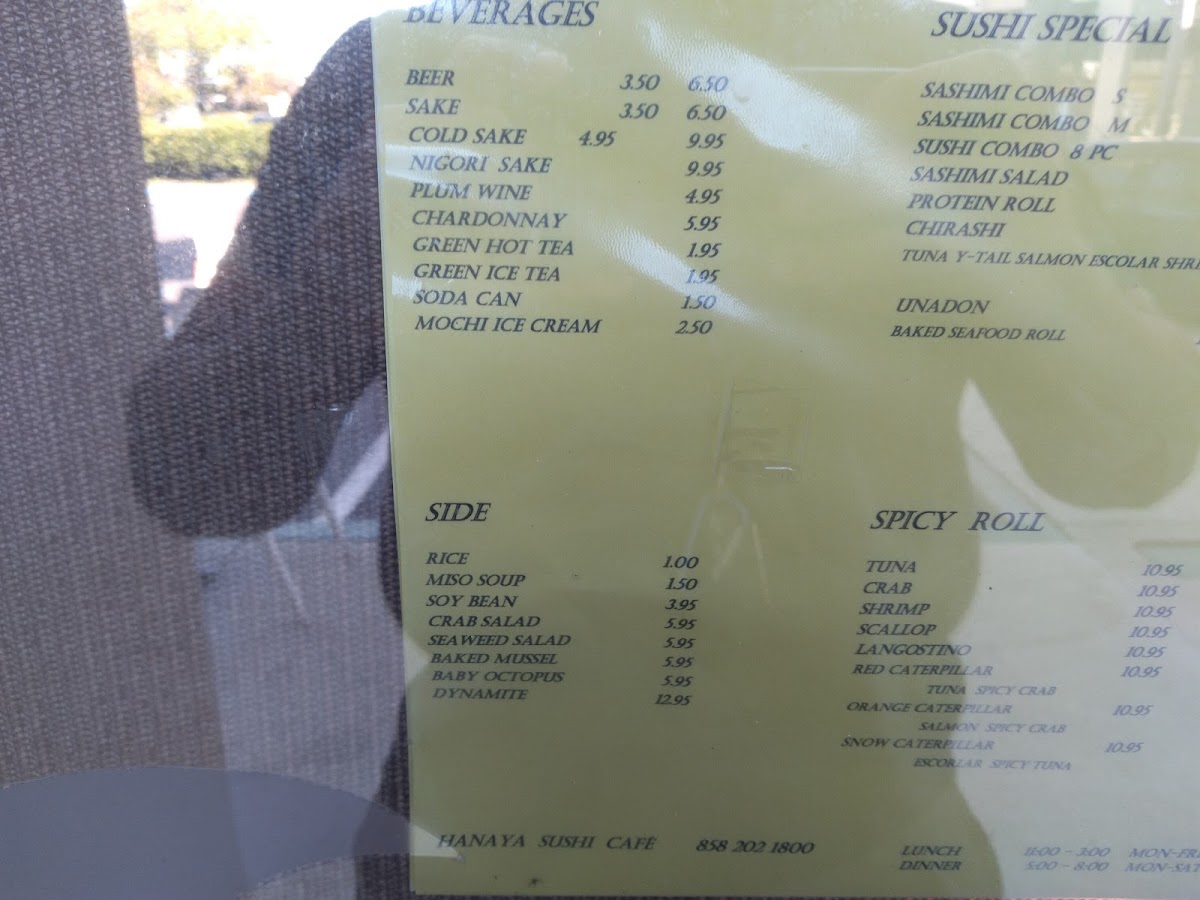 BEVERAGES
BEER 3.50 6.50
SAKE 3.50 6.50
COLD SAKE 4.95 9.95
NIGORI SAKE 9.95
PLUM WINE 4.95
CHARDONNAY 5.95
GREEN HOT TEA 1.95
GREEN ICE TEA 1.95
SODA CAN 1.50
MOCHI ICE CREAM 2.50
SUSHI SPECIAL
SASHIMI COMBO S
SASHIMI COMBO M
SUSHI COMBO 8 PC
SASHIMI SALAD
PROTEIN ROLL
CHIRASHI
TUNA Y-TAIL SALMON ESCOLAR SHRI
UNADON
BAKED SEAFOOD ROLL
SIDE
RICE 1.00
MISO SOUP 1.50
SOY BEAN 3.95
CRAB SALAD 5.95
SEAWEED SALAD 5.95
BAKED MUSSEL 5.95
BABY OCTOPUS 5.95
DYNAMITE 12.95
SPICY ROLL
TUNA 10.95
CRAB 10.95
SHRIMP 10.95
SCALLOP 10.95
LANGOSTINO 10.95
RED CATERPILLAR 10.95
TUNA SPICY CRAB
ORANGE CATERPILLAR 10.95
SALMON SPICY CRAB
SNOW CATERPILLAR 10.95
ESCORLAR SPICY TUNA
HANAYA SUSHI CAFÉ 858 202 1800
LUNCH 11:00 - 3:00 MON-FRI
DINNER 5:00 - 8:00 MON-SAT